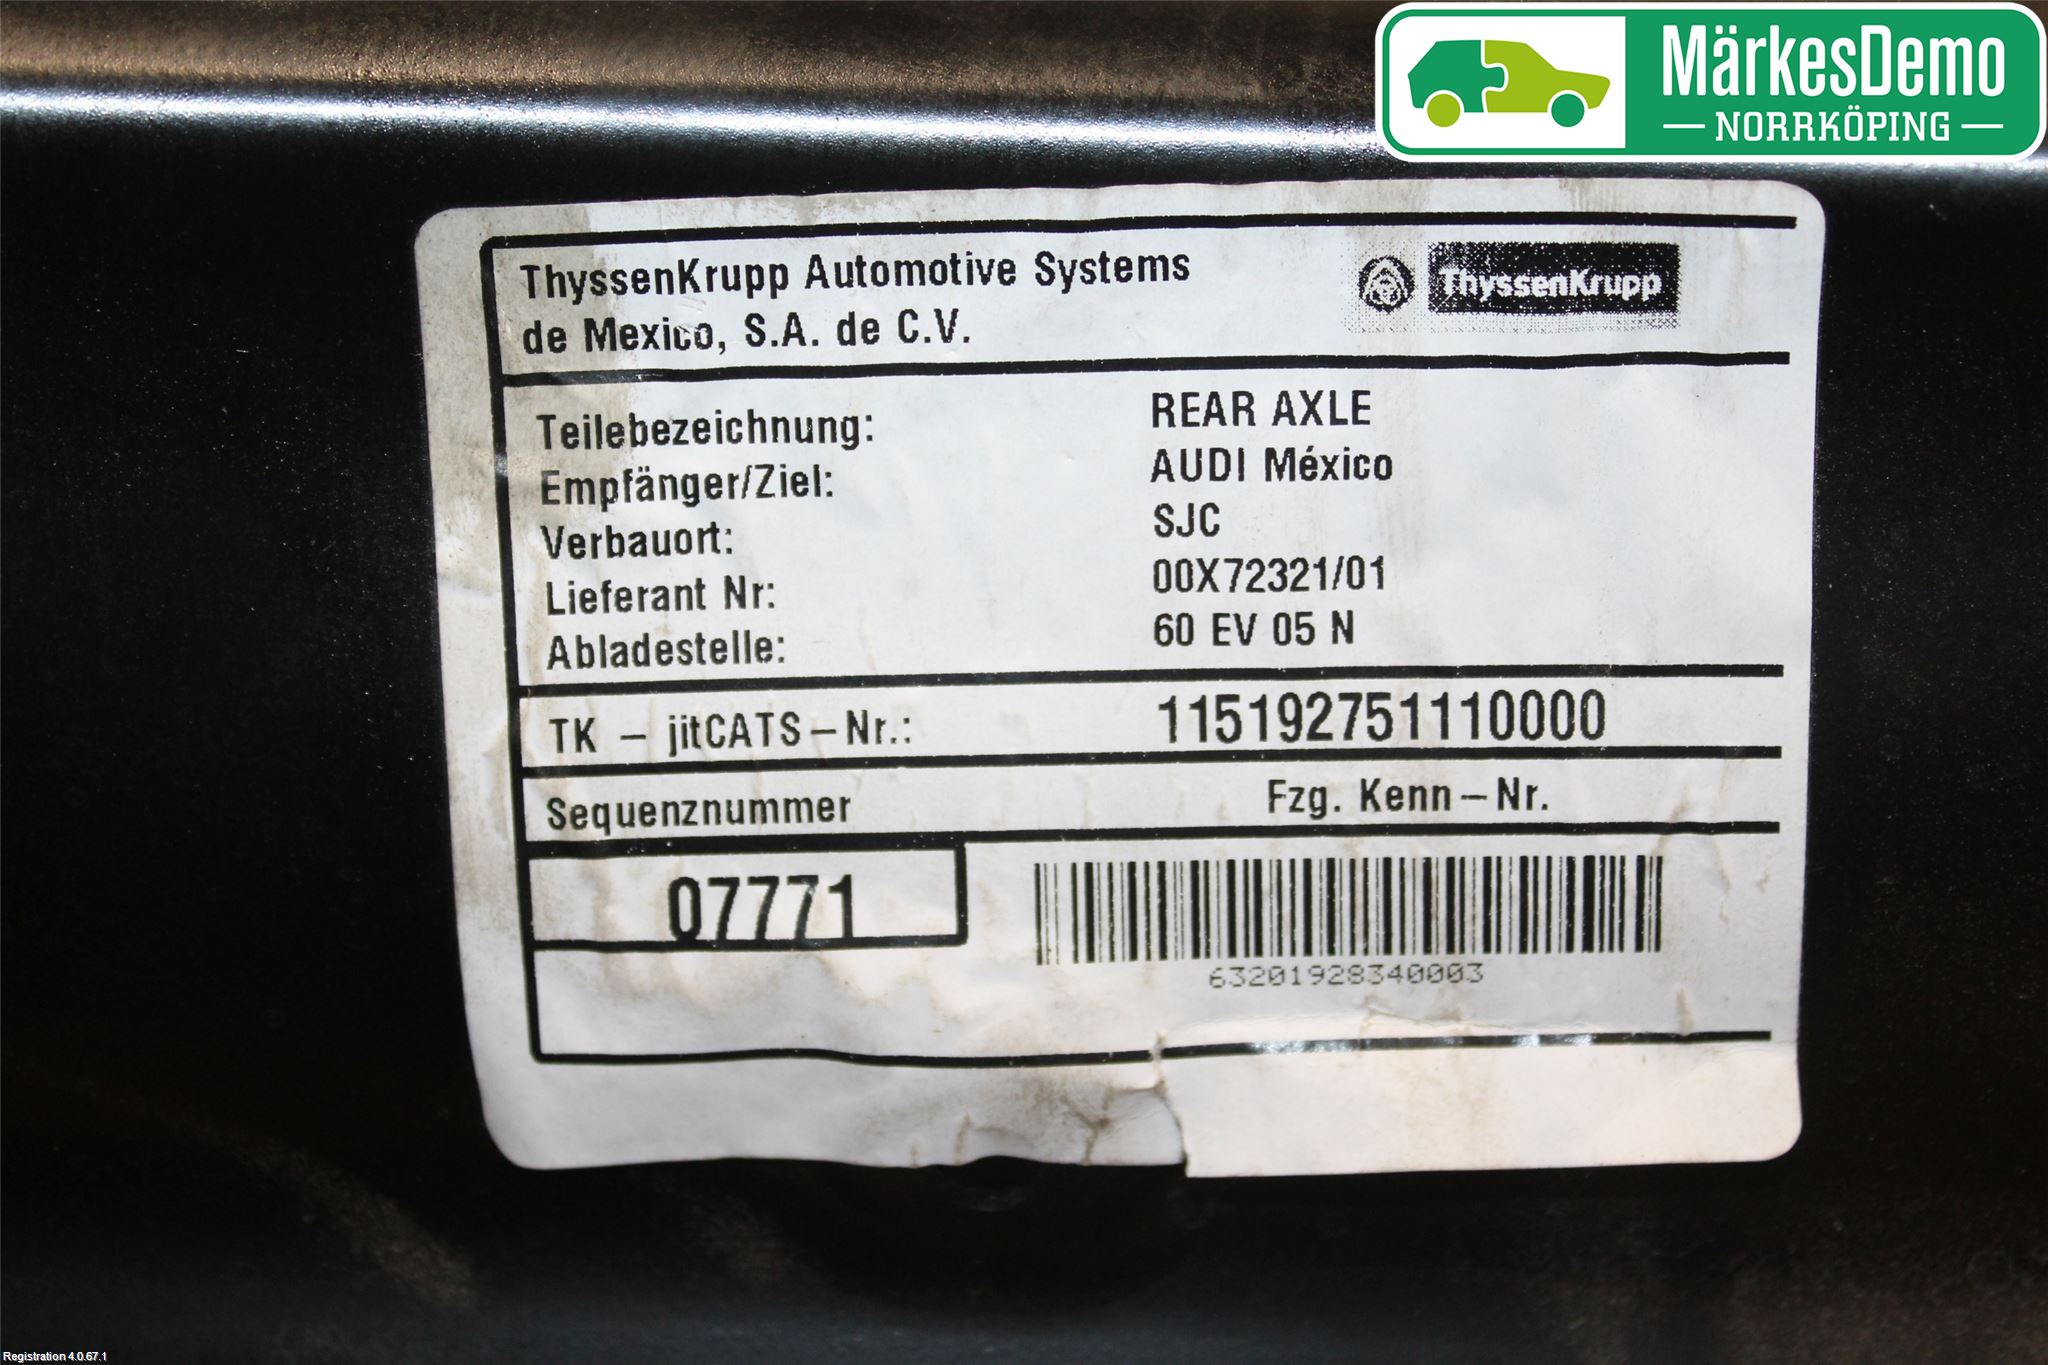 MärkesDemo
NORRKÖPING
ThyssenKrupp Automotive Systems
de Mexico, S.A. de C.V.
ThyssenKrupp
Teilebezeichnung: REAR AXLE
Empfänger/Ziel: AUDI México
Verbauort: SJC
Lieferant Nr: 00X72321/01
Abladestelle: 60 EV 05 N
TK - jitCATS-Nr.: 115192751110000
Sequenznummer Fzg. Kenn-Nr.
07771
63201928340003
Registration 4.0.67.1